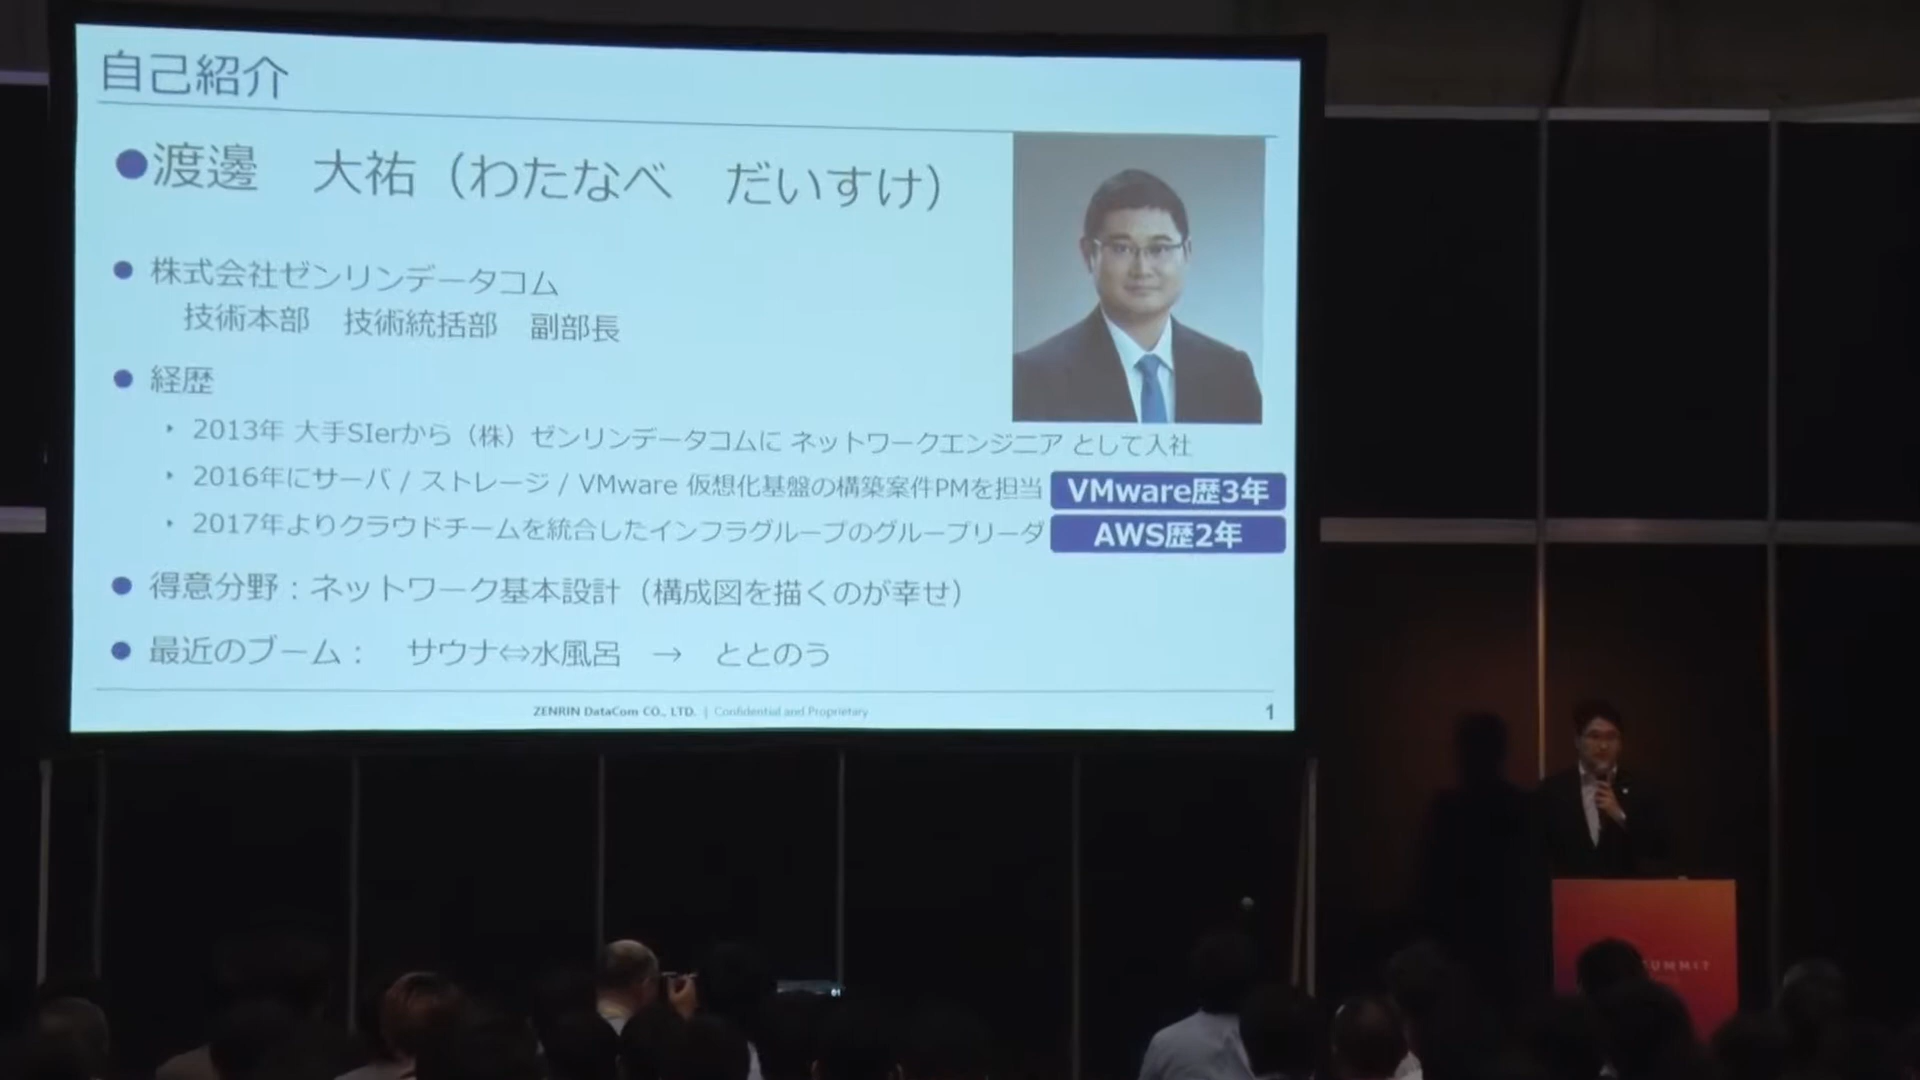 自己紹介
●渡邊　大祐（わたなべ　だいすけ）
● 株式会社ゼンリンデータコム
技術本部　技術統括部　副部長
● 経歴
‣ 2013年 大手SIerから（株）ゼンリンデータコムに ネットワークエンジニア として入社
‣ 2016年にサーバ / ストレージ / VMware 仮想化基盤の構築案件PMを担当 VMware歴3年
‣ 2017年よりクラウドチームを統合したインフラグループのグループリーダ AWS歴2年
● 得意分野：ネットワーク基本設計（構成図を描くのが幸せ）
● 最近のブーム：　サウナ⇔水風呂　→　ととのう
ZENRIN DataCom CO., LTD. | Confidential and Proprietary
1
SUMMIT